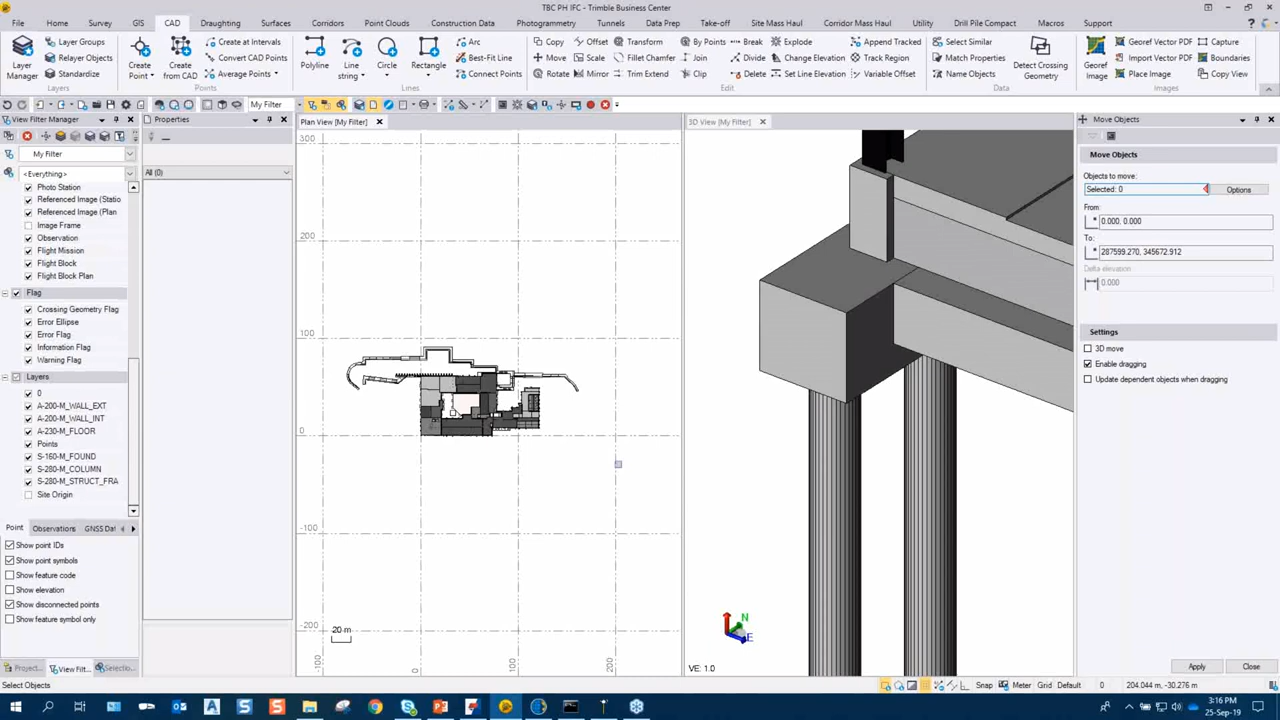 TBC PH IFC - Trimble Business Center
File Home Survey GIS CAD Draughting Surfaces Corridors Point Clouds Construction Data Photogrammetry Tunnels Data Prep Take-off Site Mass Haul Corridor Mass Haul Utility Drill Pile Compact Macros Support
Layer Manager
Layer Groups
Relayer Objects
Standardize
Layers
Create Point
Create from CAD
Create at Intervals
Convert CAD Points
Average Points
Points
Polyline
Line string
Circle
Rectangle
Arc
Best-Fit Line
Connect Points
Lines
Copy Offset Transform By Points Break Explode Append Tracked
Move Scale Fillet Chamfer Join Divide Change Elevation Track Region
Rotate Mirror Trim Extend Clip Delete Set Line Elevation Variable Offset
Edit
Select Similar
Match Properties
Name Objects
Detect Crossing Geometry
Data
Georef Image
Georef Vector PDF Capture
Import Vector PDF Boundaries
Place Image Copy View
Images
My Filter
View Filter Manager
My Filter
<Everything>
Photo Station
Referenced Image (Statio
Referenced Image (Plan
Image Frame
Observation
Flight Mission
Flight Block
Flight Block Plan
Flag
Crossing Geometry Flag
Error Ellipse
Error Flag
Information Flag
Warning Flag
Layers
0
A-200-M_WALL_EXT
A-200-M_WALL_INT
A-230-M_FLOOR
Points
S-160-M_FOUND
S-280-M_COLUMN
S-280-M_STRUCT_FRA
Site Origin
Point Observations GNSS Dat
Show point IDs
Show point symbols
Show feature code
Show elevation
Show disconnected points
Show feature symbol only
Project... View Filt... Selectio...
Properties
All (0)
Plan View [My Filter]
300
200
100
0
-100
-200
20 m
-100 0 100 200
3D View [My Filter]
N
E
VE: 1.0
Move Objects
Move Objects
Objects to move:
Selected: 0
Options
From:
0.000, 0.000
To:
287599.270, 345672.912
Delta elevation:
0.000
Settings
3D move
Enable dragging
Update dependent objects when dragging
Apply Close
Select Objects
Snap Meter Grid Default 0 204.044 m, -30.276 m
3:16 PM
25-Sep-19